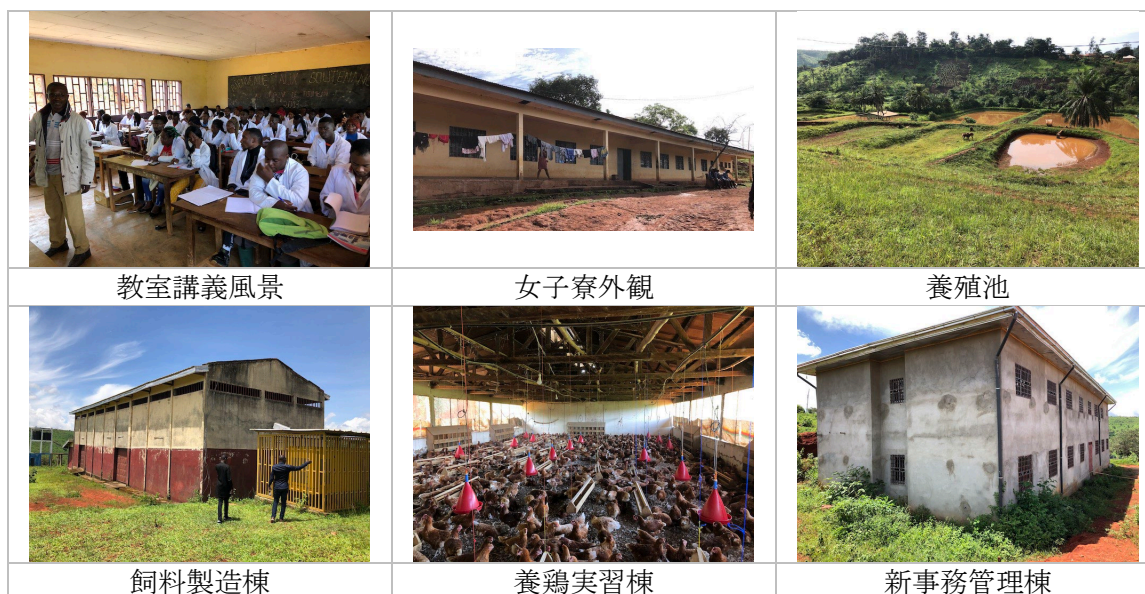 教室講義風景
女子寮外観
養殖池
飼料製造棟
養鶏実習棟
新事務管理棟